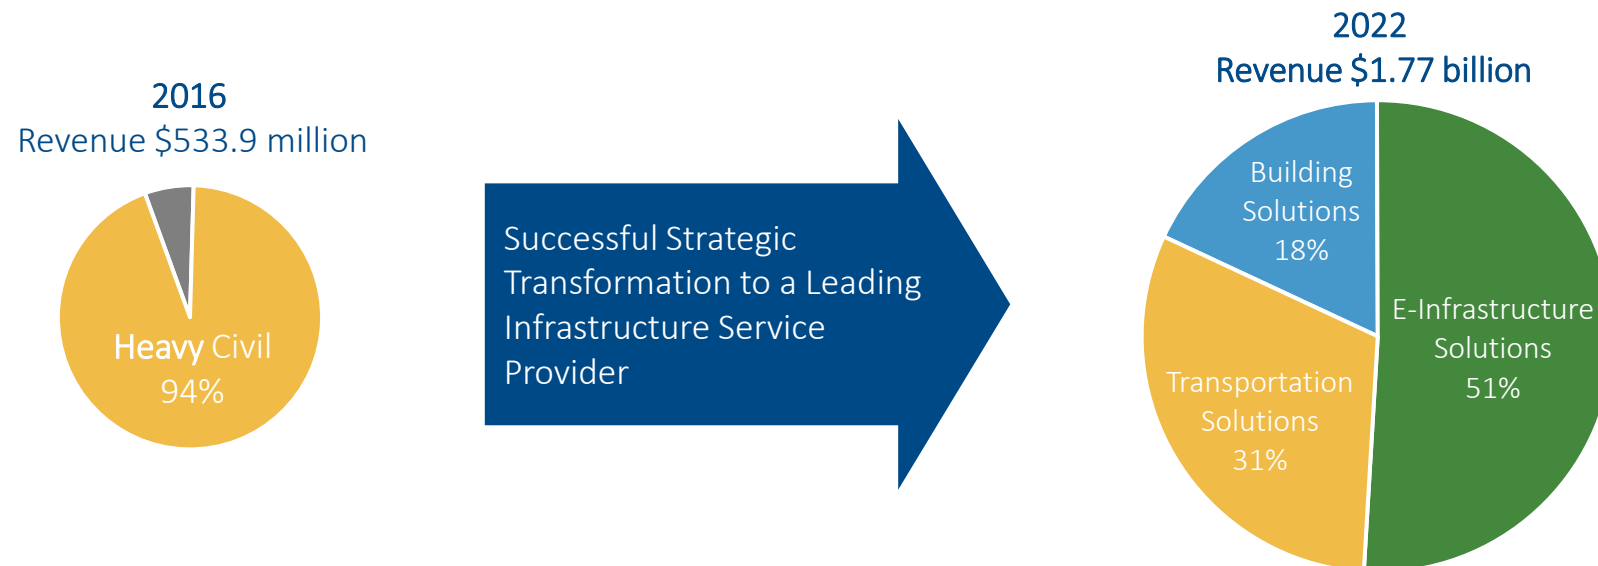 2016
Revenue $533.9 million
Heavy Civil
94%
Successful Strategic
Transformation to a Leading
Infrastructure Service
Provider
2022
Revenue $1.77 billion
Building
Solutions
18%
E-Infrastructure
Solutions
51%
Transportation
Solutions
31%